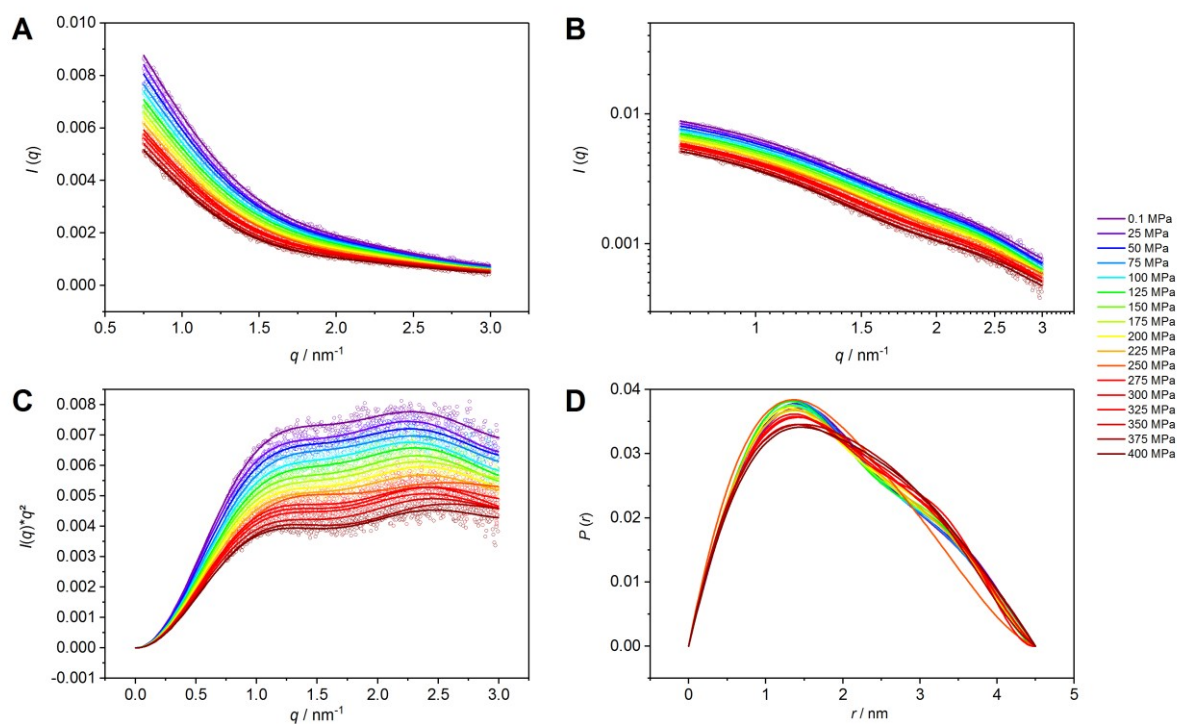 A
0.010
0.008
0.006
0.004
0.002
0.000
I (q)
0.5 1.0 1.5 2.0 2.5 3.0
q / nm⁻¹
B
0.01
0.001
I (q)
1 1.5 2 2.5 3
q / nm⁻¹
C
0.008
0.007
0.006
0.005
0.004
0.003
0.002
0.001
0.000
-0.001
I(q)*q²
0.0 0.5 1.0 1.5 2.0 2.5 3.0
q / nm⁻¹
D
0.04
0.03
0.02
0.01
0.00
P (r)
0 1 2 3 4 5
r / nm
0.1 MPa
25 MPa
50 MPa
75 MPa
100 MPa
125 MPa
150 MPa
175 MPa
200 MPa
225 MPa
250 MPa
275 MPa
300 MPa
325 MPa
350 MPa
375 MPa
400 MPa